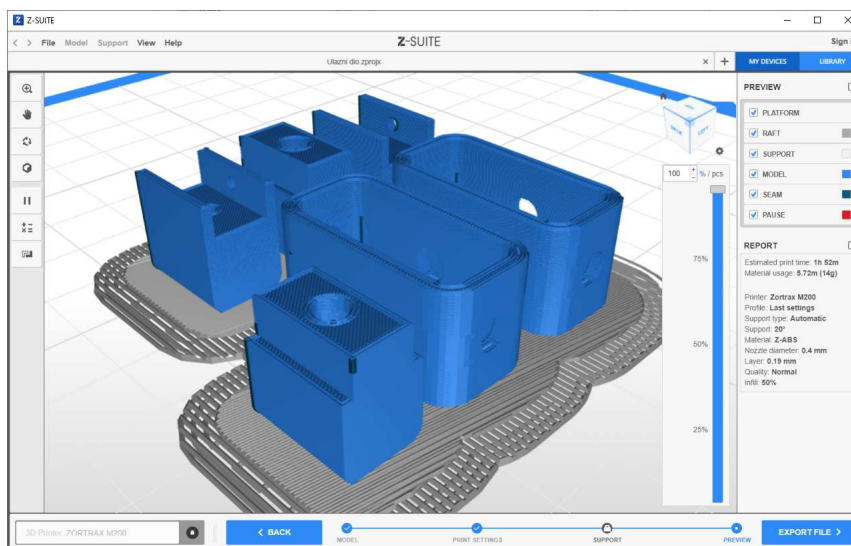 Z-SUITE
File Model Support View Help
Z-SUITE
Sign
Ulazni dio zprojx
MY DEVICES
LIBRARY
PREVIEW
PLATFORM
RAFT
SUPPORT
MODEL
SEAM
PAUSE
100 % / pcs
75%
50%
25%
REPORT
Estimated print time: 1h 52m
Material usage: 5.72m (14g)
Printer: Zortrax M200
Profile: Last settings
Support type: Automatic
Support: 20°
Material: Z-ABS
Nozzle diameter: 0.4 mm
Layer: 0.19 mm
Quality: Normal
Infill: 50%
3D Printer: ZORTRAX M200
BACK
MODEL
PRINT SETTINGS
SUPPORT
PREVIEW
EXPORT FILE